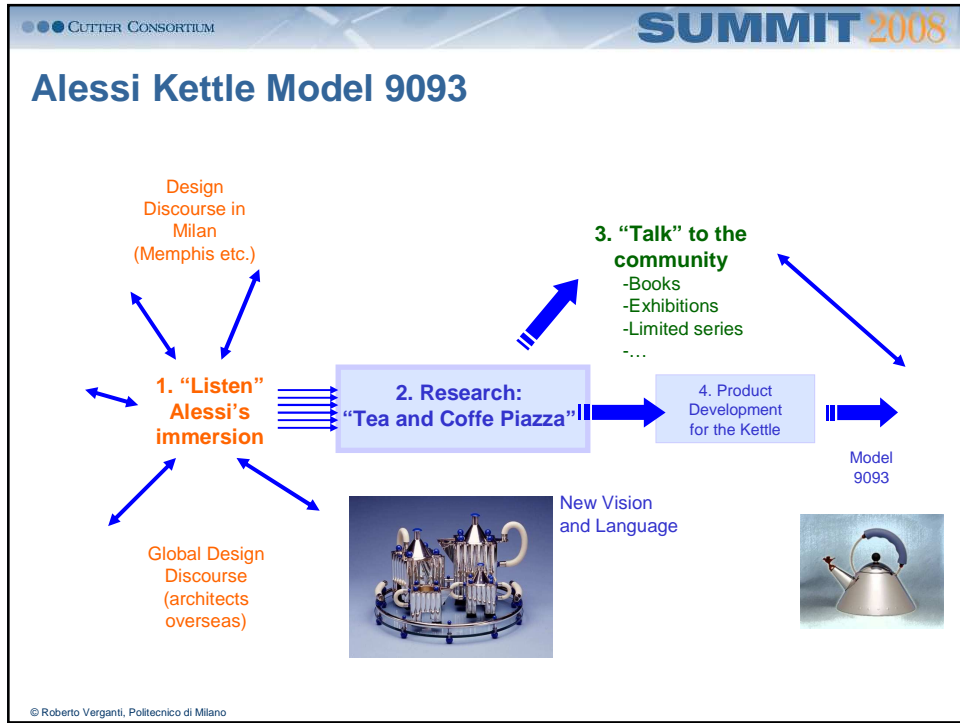 CUTTER CONSORTIUM
SUMMIT 2008
Alessi Kettle Model 9093
Design
Discourse in
Milan
(Memphis etc.)
3. “Talk” to the
community
-Books
-Exhibitions
-Limited series
-…
1. “Listen”
Alessi’s
immersion
2. Research:
“Tea and Coffe Piazza”
4. Product
Development
for the Kettle
Model
9093
New Vision
and Language
Global Design
Discourse
(architects
overseas)
© Roberto Verganti, Politecnico di Milano